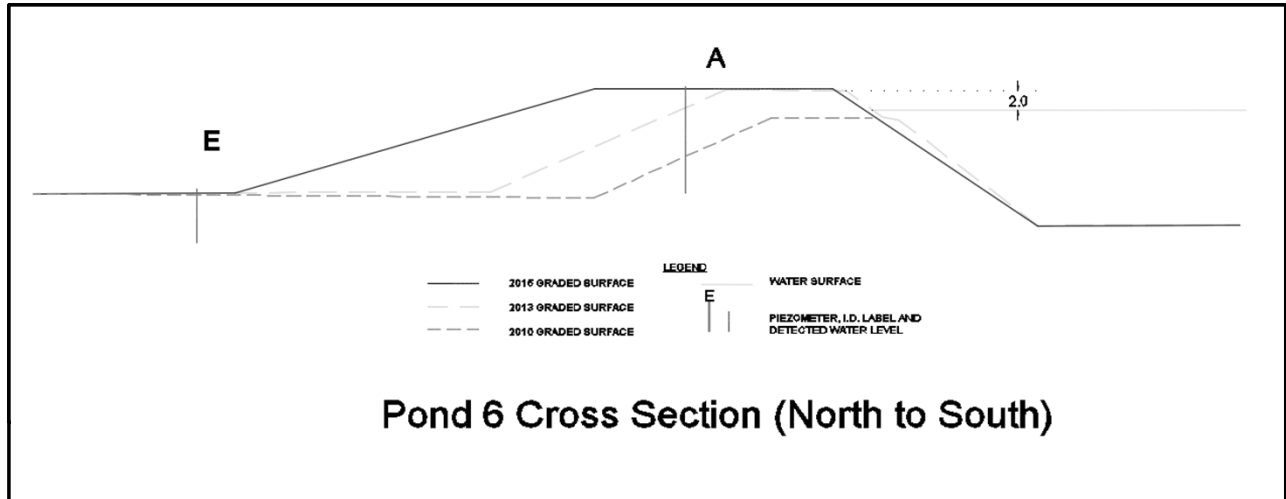 A
2.0
E
LEGEND
2015 GRADED SURFACE
WATER SURFACE
E
2013 GRADED SURFACE
PIEZOMETER, I.D. LABEL AND
DETECTED WATER LEVEL
2010 GRADED SURFACE
Pond 6 Cross Section (North to South)